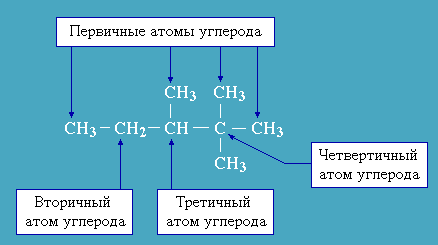 Первичные атомы углерода
CH3 CH3
CH3 – CH2 – CH – C – CH3
CH3
Четвертичный
атом углерода
Вторичный
атом углерода
Третичный
атом углерода